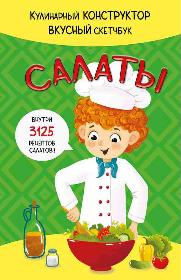 Кулинарный конструктор
вкусный скетчбук
САЛАТЫ
ВНУТРИ
3125
РЕЦЕПТОВ
САЛАТОВ!